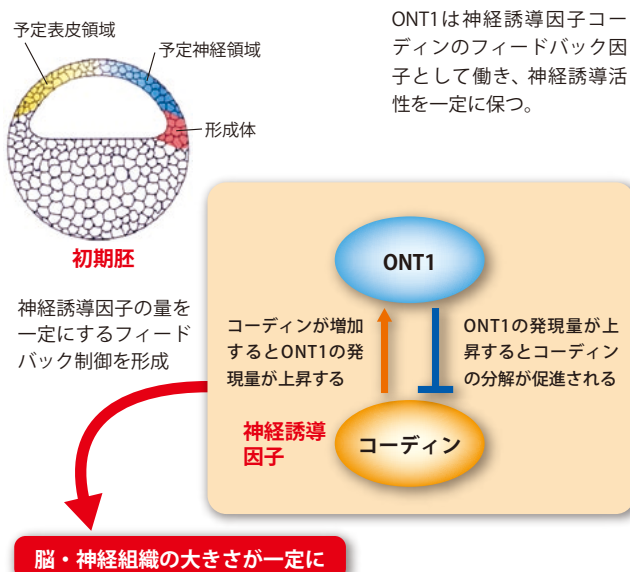 予定表皮領域
予定神経領域
形成体
初期胚
ONT1は神経誘導因子コー
ディンのフィードバック因
子として働き、神経誘導活
性を一定に保つ。
神経誘導因子の量を
一定にするフィード
バック制御を形成
ONT1
コーディンが増加
するとONT1の発
現量が上昇する
ONT1の発現量が上
昇するとコーディン
の分解が促進される
神経誘導
因子
コーディン
脳・神経組織の大きさが一定に